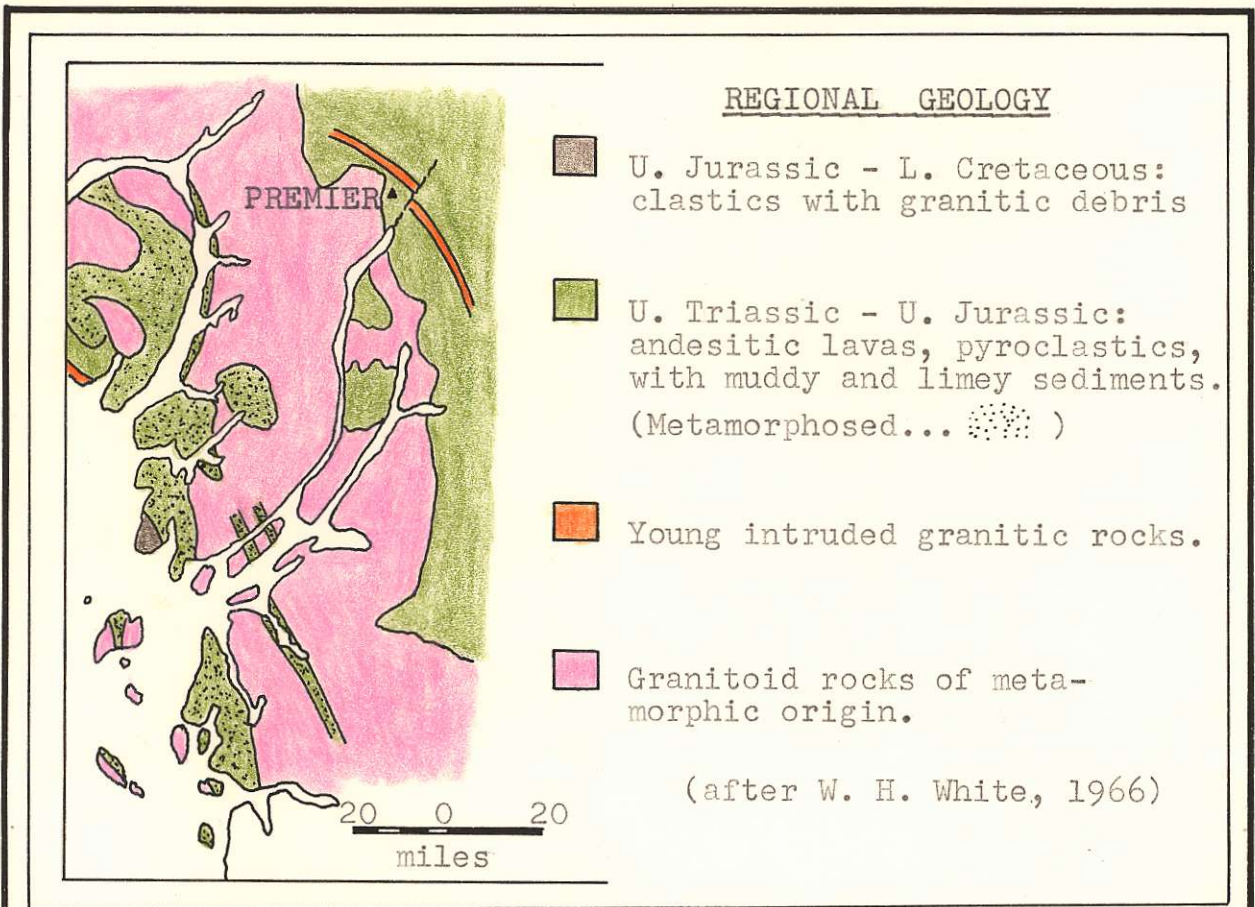 REGIONAL GEOLOGY
PREMIER
U. Jurassic - L. Cretaceous:
clastics with granitic debris
U. Triassic - U. Jurassic:
andesitic lavas, pyroclastics,
with muddy and limey sediments.
(Metamorphosed... )
Young intruded granitic rocks.
Granitoid rocks of meta-
morphic origin.
(after W. H. White, 1966)
20 0 20
miles